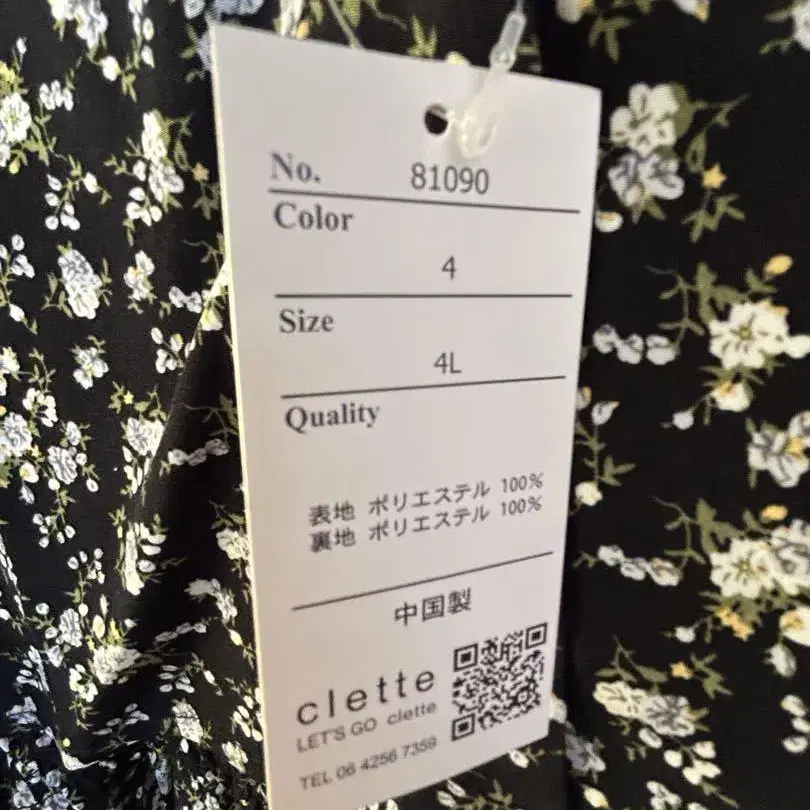 No. 81090
Color
4
Size
4L
Quality
表地 ポリエステル 100%
裏地 ポリエステル 100%
中国製
clette
LET'S GO clette
TEL 06 4256 7359